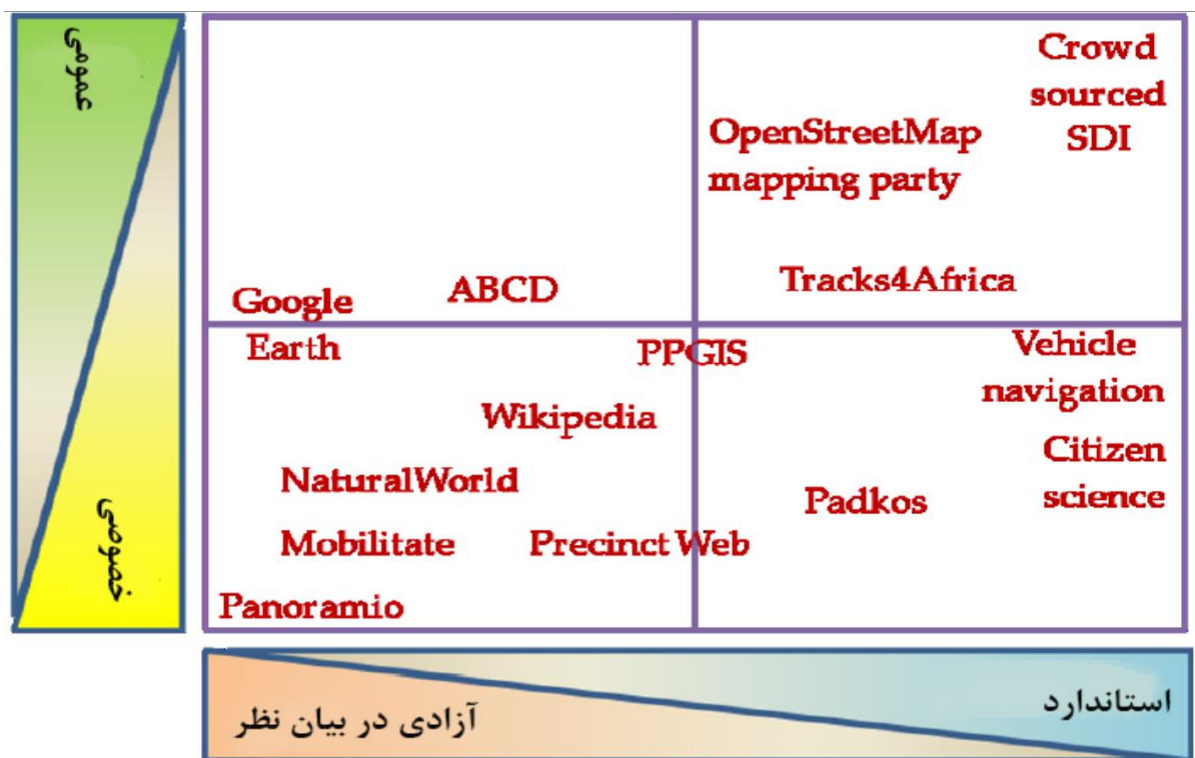 عمومی
خصوصی
Crowd
sourced
SDI
OpenStreetMap
mapping party
Tracks4Africa
Google
Earth
ABCD
PPGIS
Wikipedia
NaturalWorld
Mobilitate
Precinct Web
Panoramio
Vehicle
navigation
Citizen
science
Padkos
آزادی در بیان نظر
استاندارد